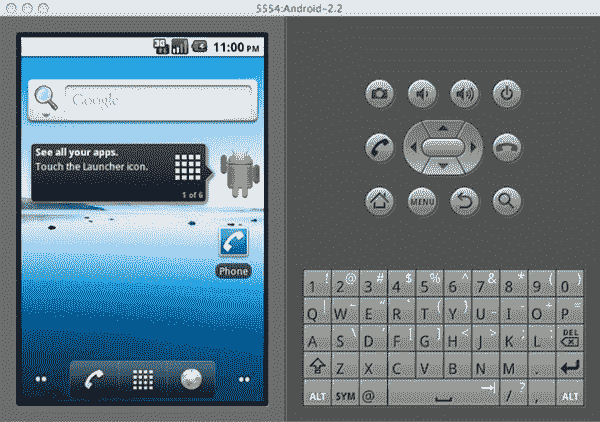 5554:Android-2.2
3G
11:00 PM
Google
See all your apps.
Touch the Launcher icon.
1 of 6
Phone
MENU
1 ! 2 @ 3 # 4 $ 5 % 6 ^ 7 & 8 * 9 ( 0 )
Q | W ~ E " R ` T { Y } U _ I - O + P =
A \ S ' D [ F ] G H < J > K ; L : DEL
Z X C V B N M .
ALT SYM @ / ? , ALT